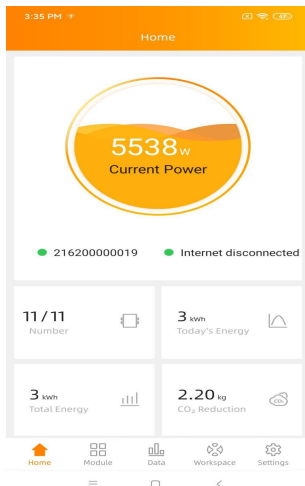 3:35 PM
Home
5538w
Current Power
216200000019
Internet disconnected
11/11
Number
3 kWh
Today's Energy
3 kWh
Total Energy
2.20 kg
CO₂ Reduction
Home
Module
Data
Workspace
Settings